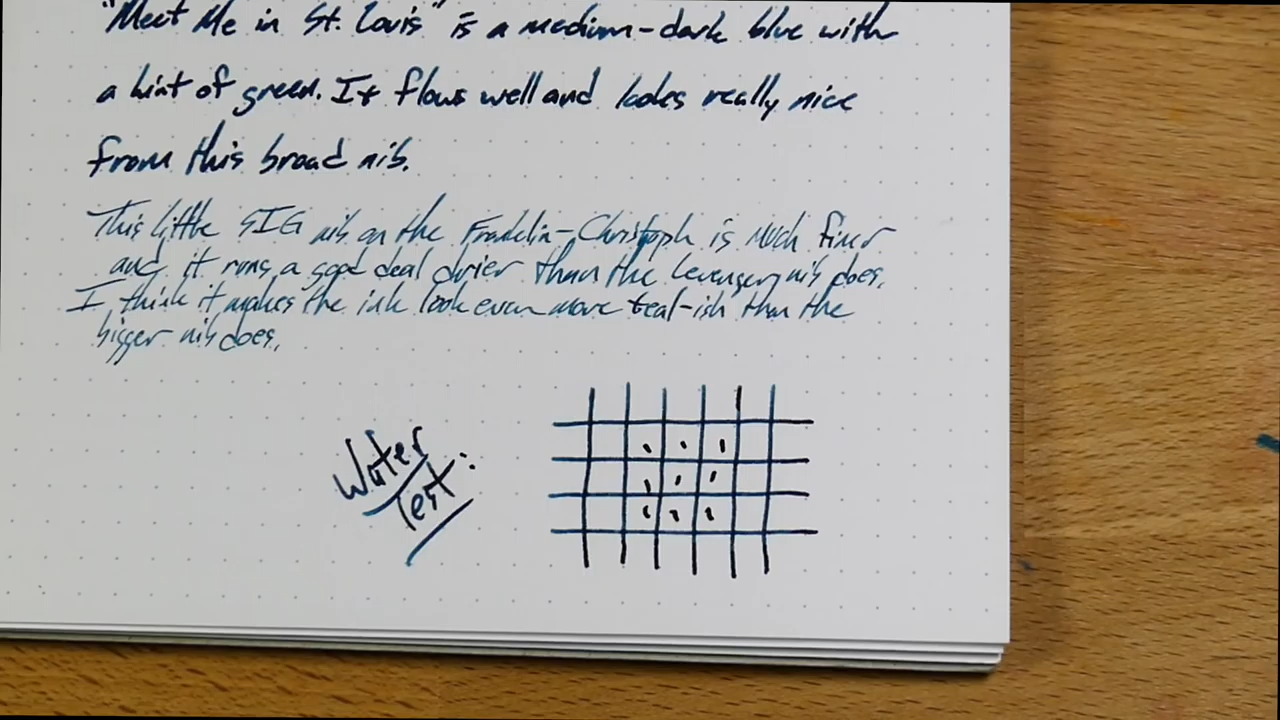 "Meet Me in St. Louis" is a medium-dark blue with
a hint of green. It flows well and looks really nice
from this broad nib.
This little SIG nib on the Franklin-Christoph is much finer
and it runs a good deal drier than the Levenger nib does.
I think it makes the ink look even more teal-ish than the
bigger nib does.
Water
Test: